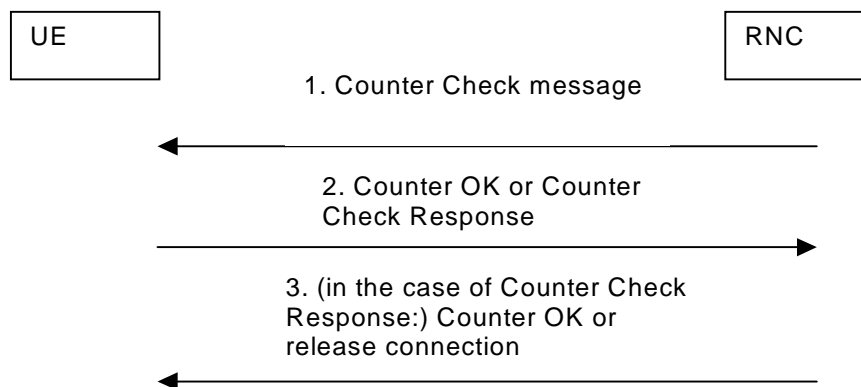 UE
RNC
1. Counter Check message
2. Counter OK or Counter
Check Response
3. (in the case of Counter Check
Response:) Counter OK or
release connection